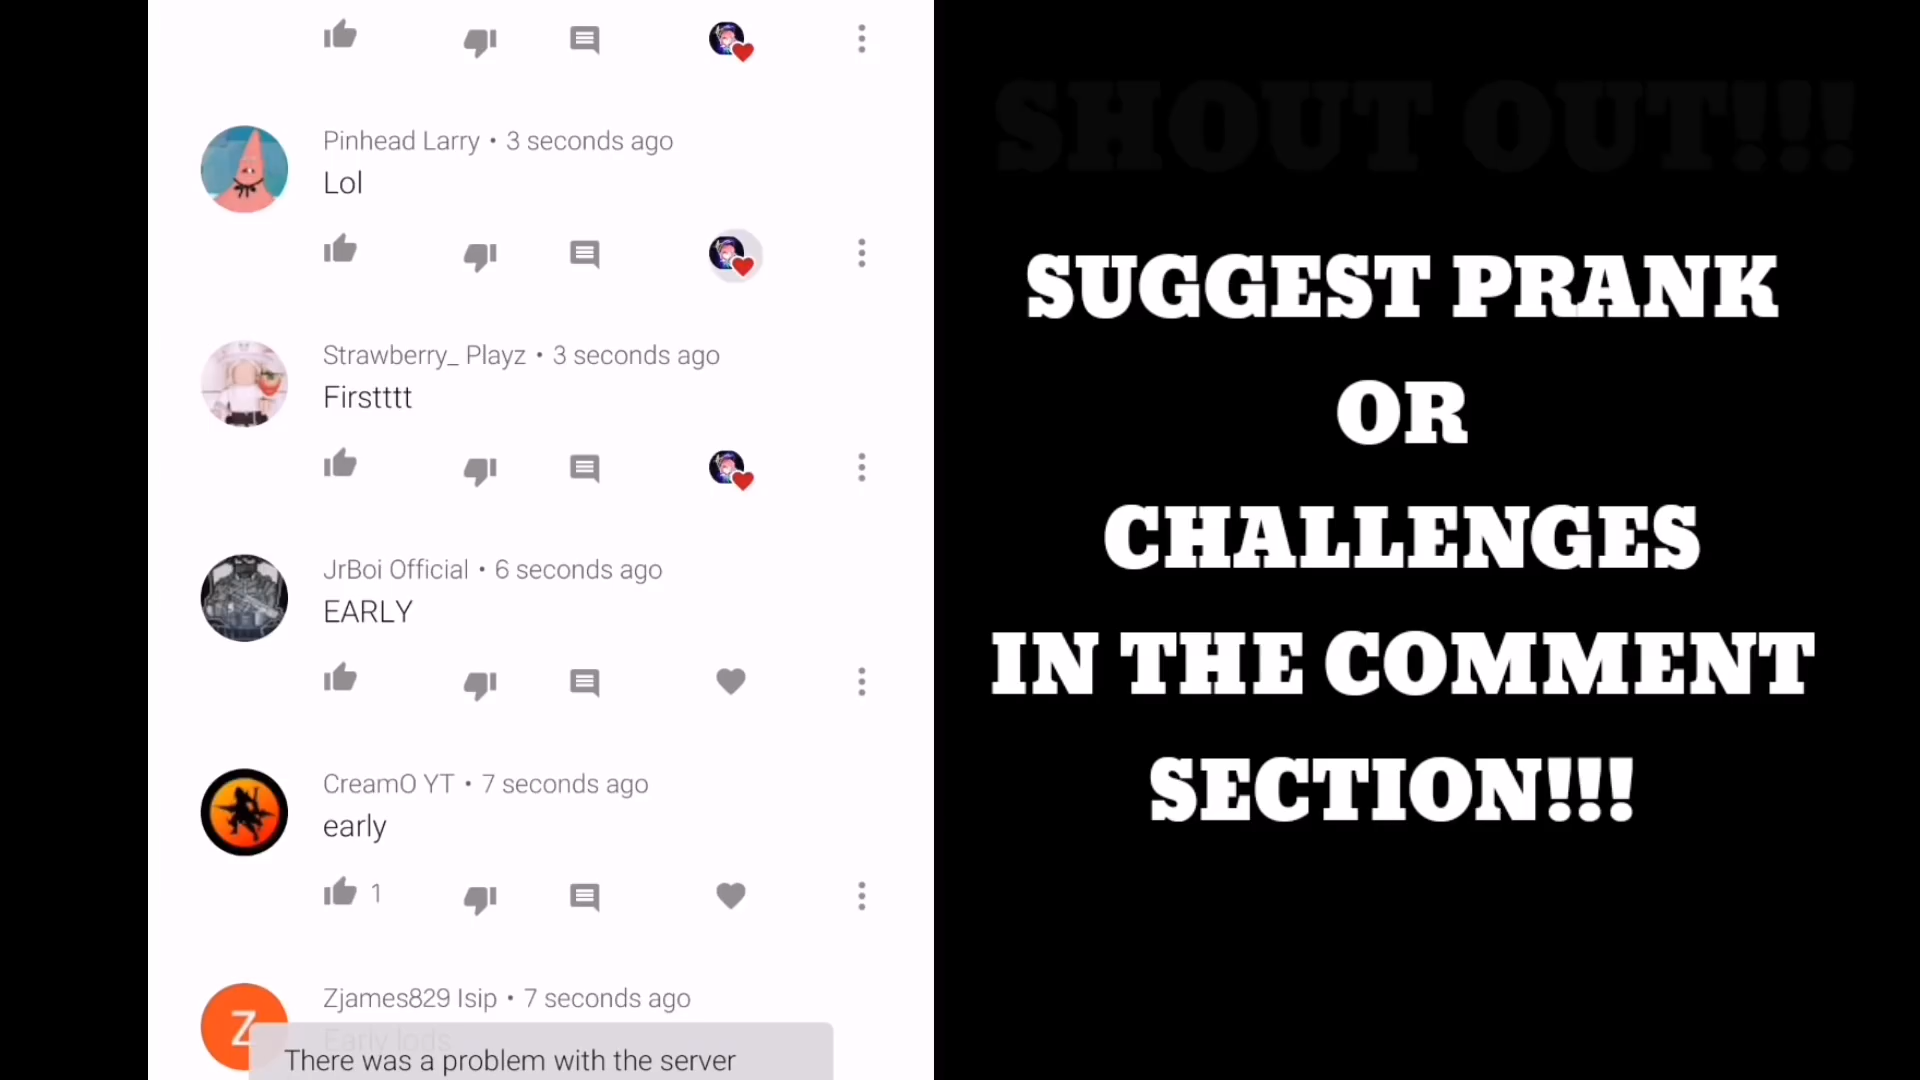 Pinhead Larry • 3 seconds ago
Lol
Strawberry_ Playz • 3 seconds ago
Firstttt
JrBoi Official • 6 seconds ago
EARLY
CreamO YT • 7 seconds ago
early
1
Z
Zjames829 Isip • 7 seconds ago
Early lods
There was a problem with the server
SHOUT OUT!!!
SUGGEST PRANK
OR
CHALLENGES
IN THE COMMENT
SECTION!!!